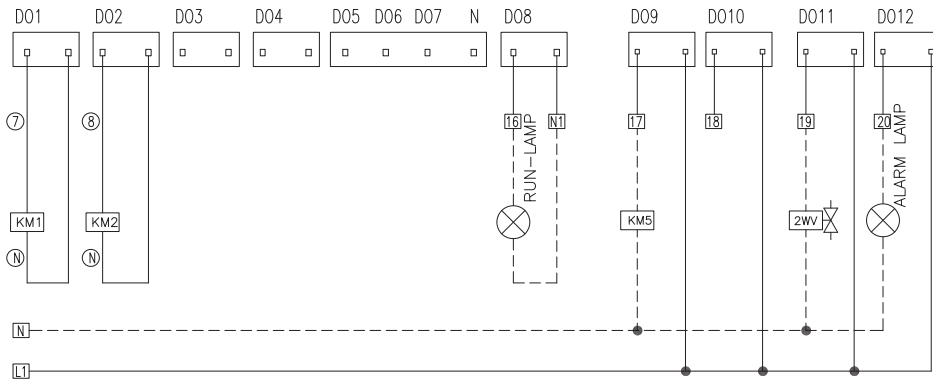 DO1 DO2 DO3 DO4 DO5 DO6 DO7 N DO8 DO9 DO10 DO11 DO12
7 8 16 N1 17 18 19 20
RUN-LAMP
ALARM LAMP
KM1 KM2 KM5 2WV
N N
N
L1